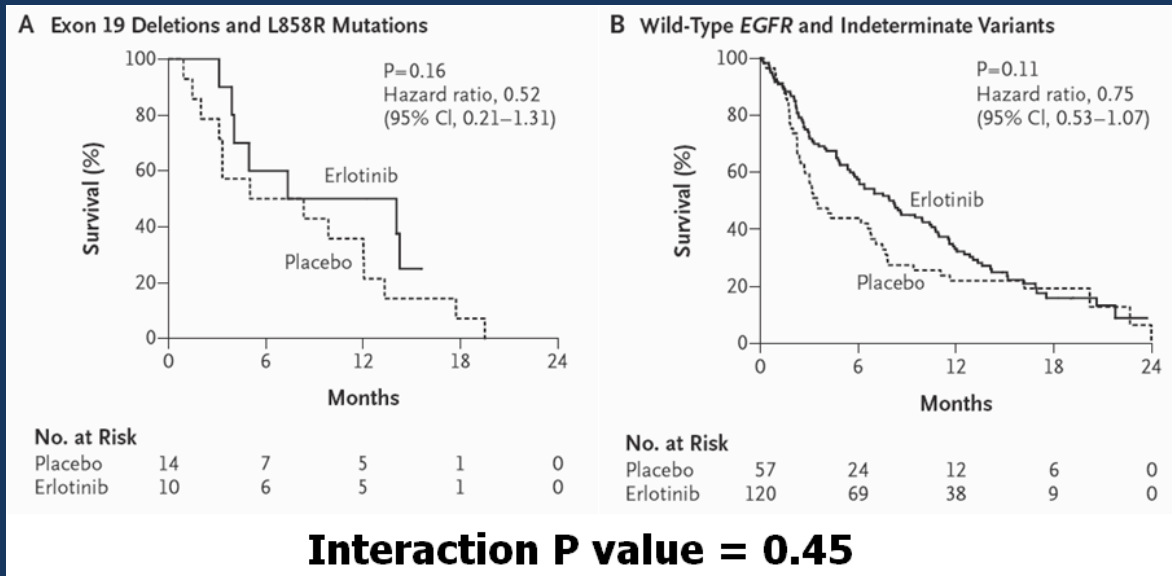 A Exon 19 Deletions and L858R Mutations
100
80
60
40
20
0
Survival (%)
P=0.16
Hazard ratio, 0.52
(95% CI, 0.21–1.31)
Erlotinib
Placebo
0 6 12 18 24
Months
No. at Risk
Placebo 14 7 5 1 0
Erlotinib 10 6 5 1 0
B Wild-Type EGFR and Indeterminate Variants
100
80
60
40
20
0
Survival (%)
P=0.11
Hazard ratio, 0.75
(95% CI, 0.53–1.07)
Erlotinib
Placebo
0 6 12 18 24
Months
No. at Risk
Placebo 57 24 12 6 0
Erlotinib 120 69 38 9 0
Interaction P value = 0.45